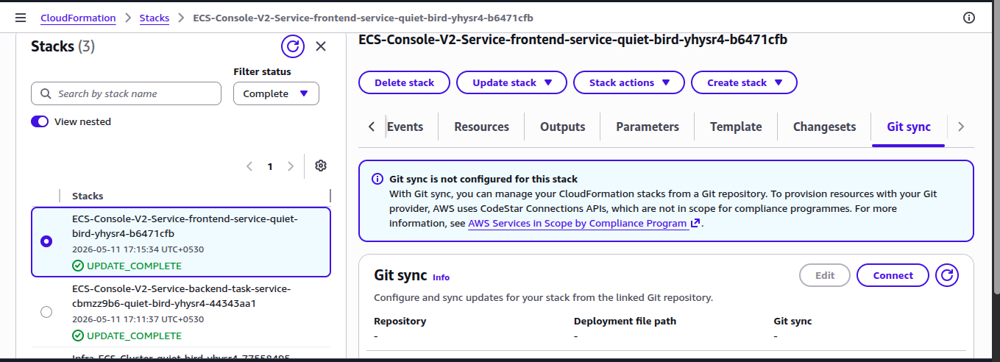 CloudFormation > Stacks > ECS-Console-V2-Service-frontend-service-quiet-bird-yhysr4-b6471cfb
Stacks (3)
Filter status
Search by stack name
Complete
View nested
1
Stacks
ECS-Console-V2-Service-frontend-service-quiet-
bird-yhysr4-b6471cfb
2026-05-11 17:15:34 UTC+0530
UPDATE_COMPLETE
ECS-Console-V2-Service-backend-task-service-
cbmzz9b6-quiet-bird-yhysr4-44343aa1
2026-05-11 17:11:37 UTC+0530
UPDATE_COMPLETE
Infra-ECS-Cluster-quiet-bird-yhysr4-77558495
ECS-Console-V2-Service-frontend-service-quiet-bird-yhysr4-b6471cfb
Delete stack
Update stack
Stack actions
Create stack
Events
Resources
Outputs
Parameters
Template
Changesets
Git sync
Git sync is not configured for this stack
With Git sync, you can manage your CloudFormation stacks from a Git repository. To provision resources with your Git
provider, AWS uses CodeStar Connections APIs, which are not in scope for compliance programmes. For more
information, see AWS Services in Scope by Compliance Program .
Git sync Info
Edit
Connect
Configure and sync updates for your stack from the linked Git repository.
Repository
-
Deployment file path
-
Git sync
-